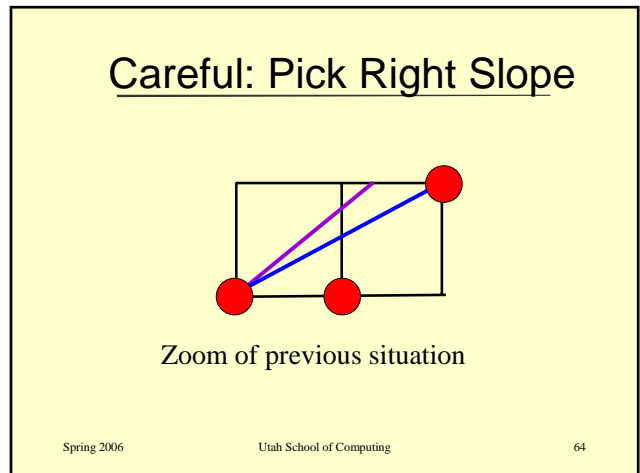 Careful: Pick Right Slope
Zoom of previous situation
Spring 2006 Utah School of Computing 64